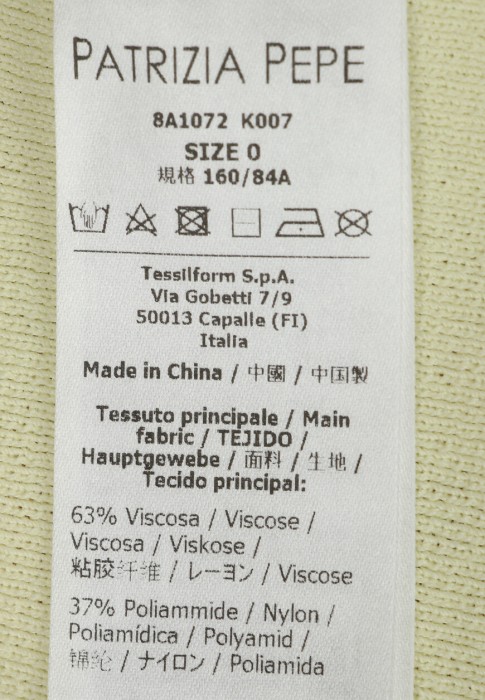 PATRIZIA PEPE
8A1072 K007
SIZE 0
規格 160/84A
Tessilform S.p.A.
Via Gobetti 7/9
50013 Capalle (FI)
Italia
Made in China / 中國 / 中国製
Tessuto principale / Main
fabric / TEJIDO /
Hauptgewebe / 面料 / 生地 /
Tecido principal:
63% Viscosa / Viscose /
Viscosa / Viskose /
粘胶纤维 / レーヨン / Viscose
37% Poliammide / Nylon /
Poliamídica / Polyamid /
锦纶 / ナイロン / Poliamida